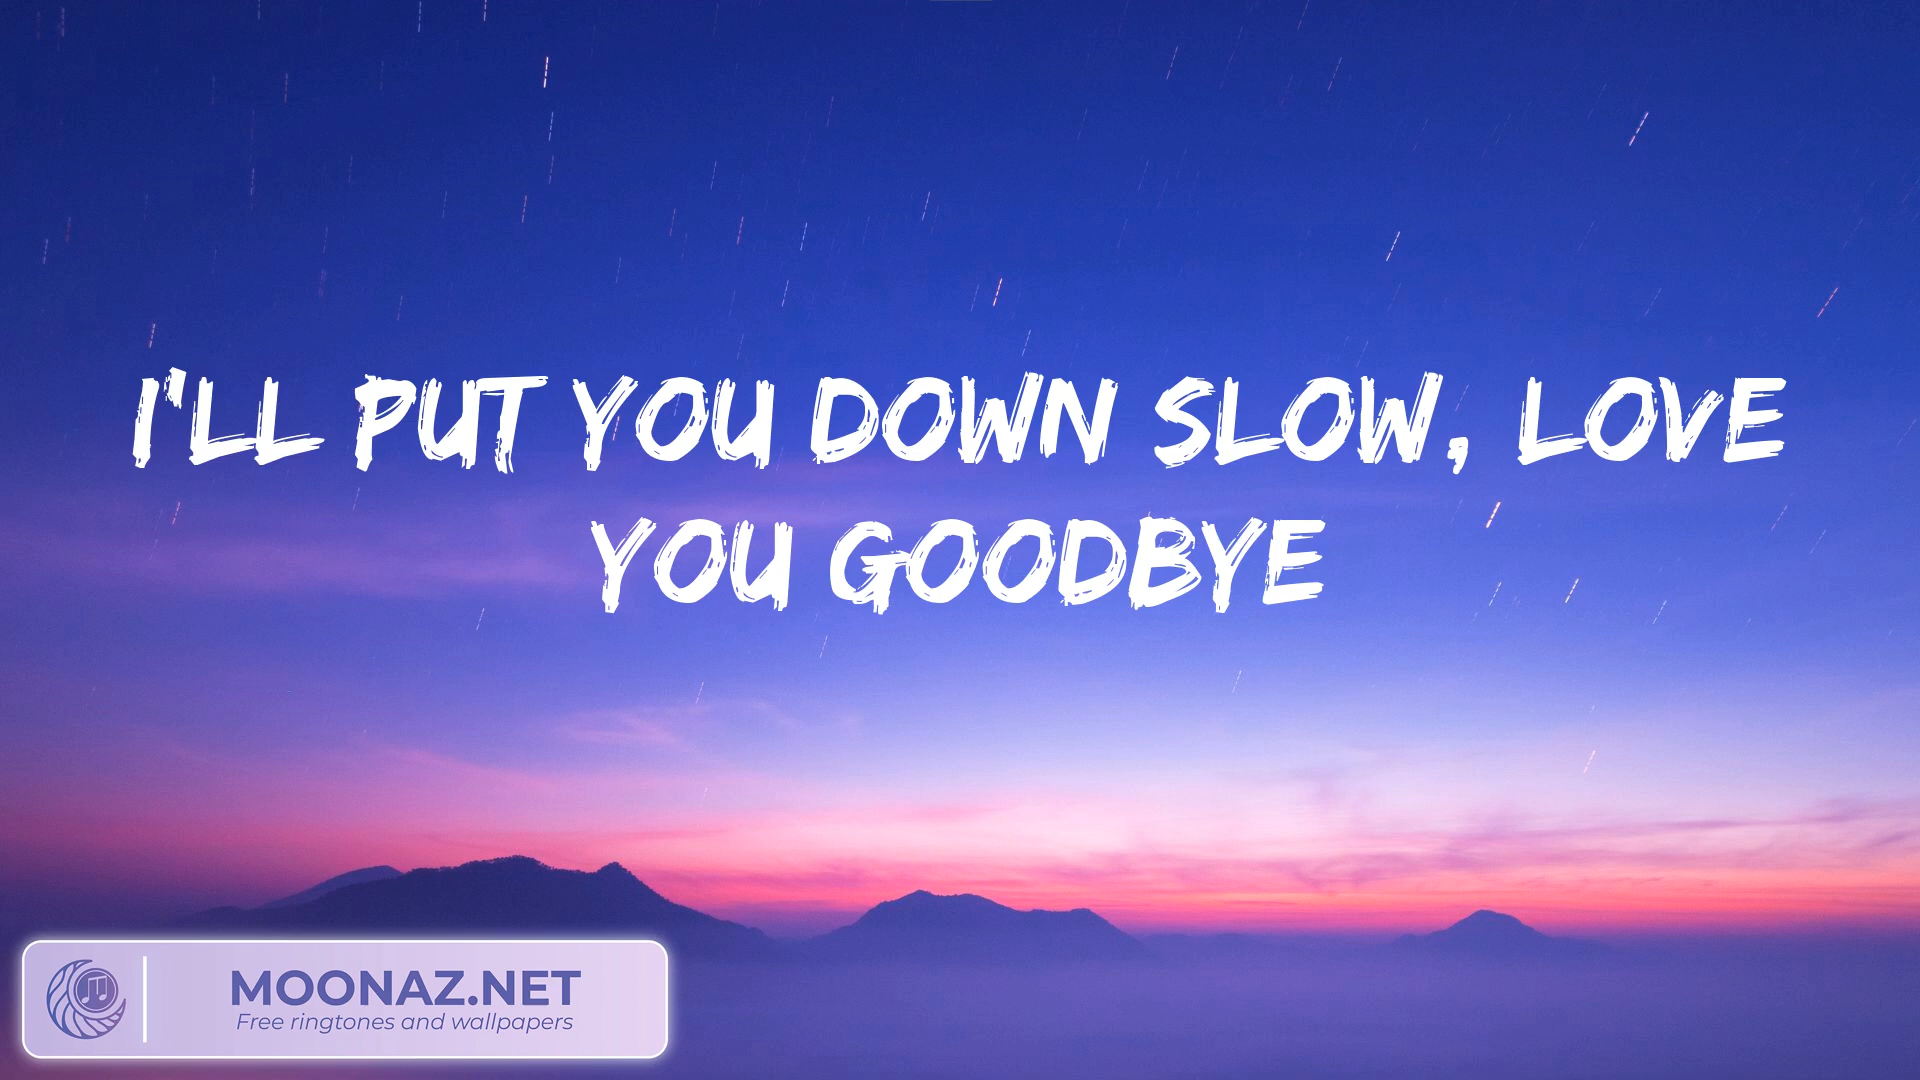 I'LL PUT YOU DOWN SLOW, LOVE
YOU GOODBYE
MOONAZ.NET
Free ringtones and wallpapers